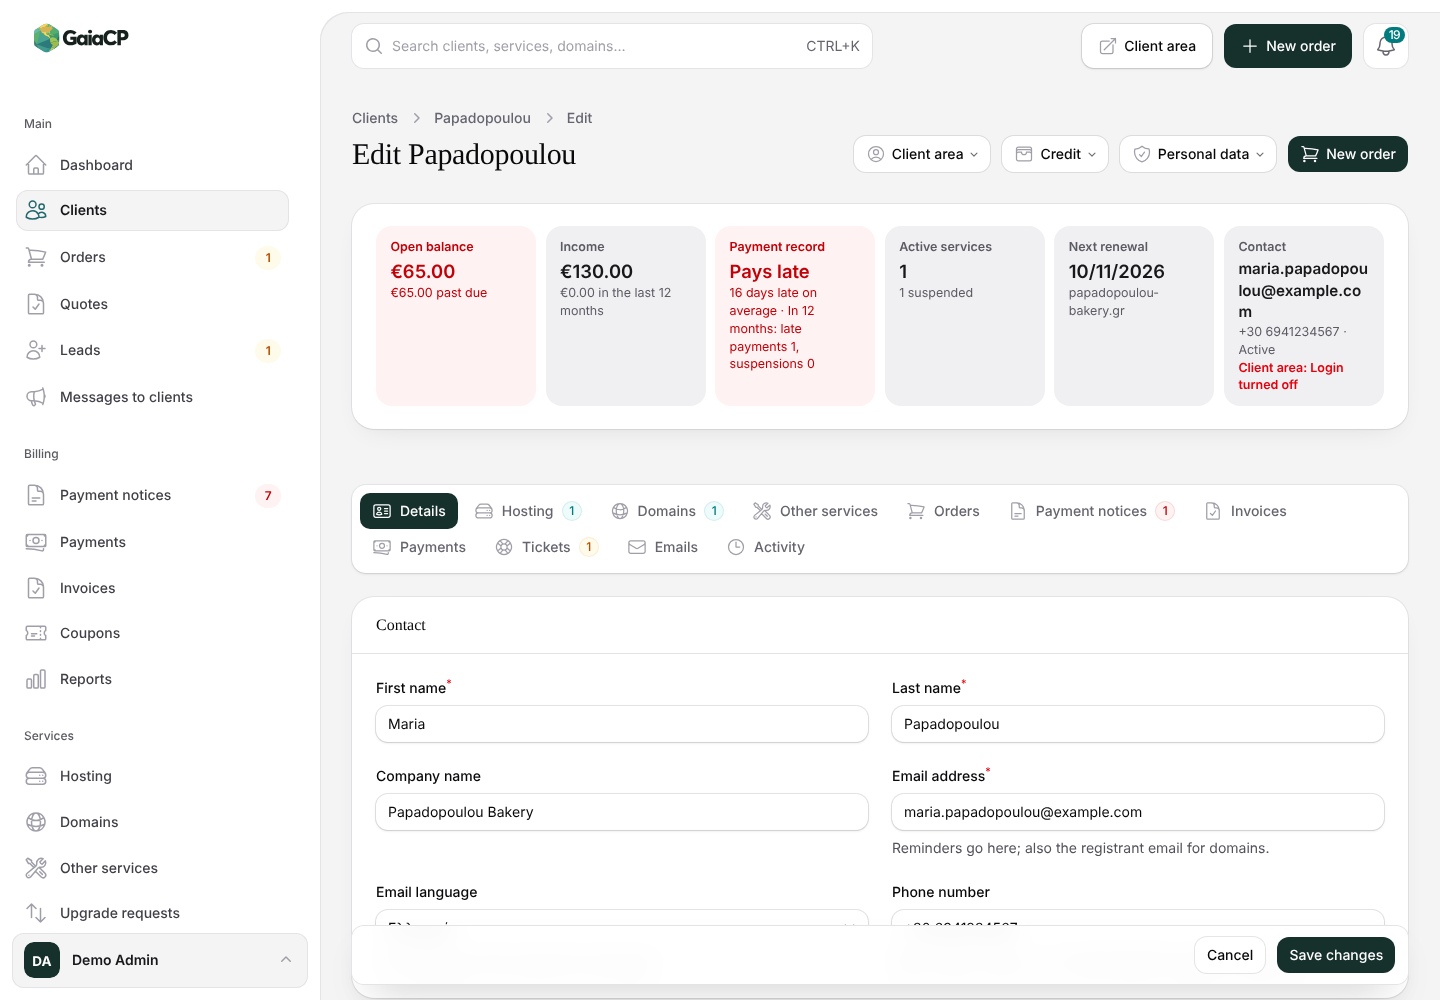 GaiaCP
Search clients, services, domains...
CTRL+K
Client area
New order
19
Main
Dashboard
Clients
Orders
1
Quotes
Leads
1
Messages to clients
Billing
Payment notices
7
Payments
Invoices
Coupons
Reports
Services
Hosting
Domains
Other services
Upgrade requests
DA
Demo Admin
Clients
Papadopoulou
Edit
Edit Papadopoulou
Client area
Credit
Personal data
New order
Open balance
€65.00
€65.00 past due
Income
€130.00
€0.00 in the last 12
months
Payment record
Pays late
16 days late on
average · In 12
months: late
payments 1,
suspensions 0
Active services
1
1 suspended
Next renewal
10/11/2026
papadopoulou-
bakery.gr
Contact
maria.papadopou
lou@example.co
m
+30 6941234567 ·
Active
Client area: Login
turned off
Details
Hosting
1
Domains
1
Other services
Orders
Payment notices
1
Invoices
Payments
Tickets
1
Emails
Activity
Contact
First name*
Maria
Last name*
Papadopoulou
Company name
Papadopoulou Bakery
Email address*
maria.papadopoulou@example.com
Reminders go here; also the registrant email for domains.
Email language
Phone number
Cancel
Save changes